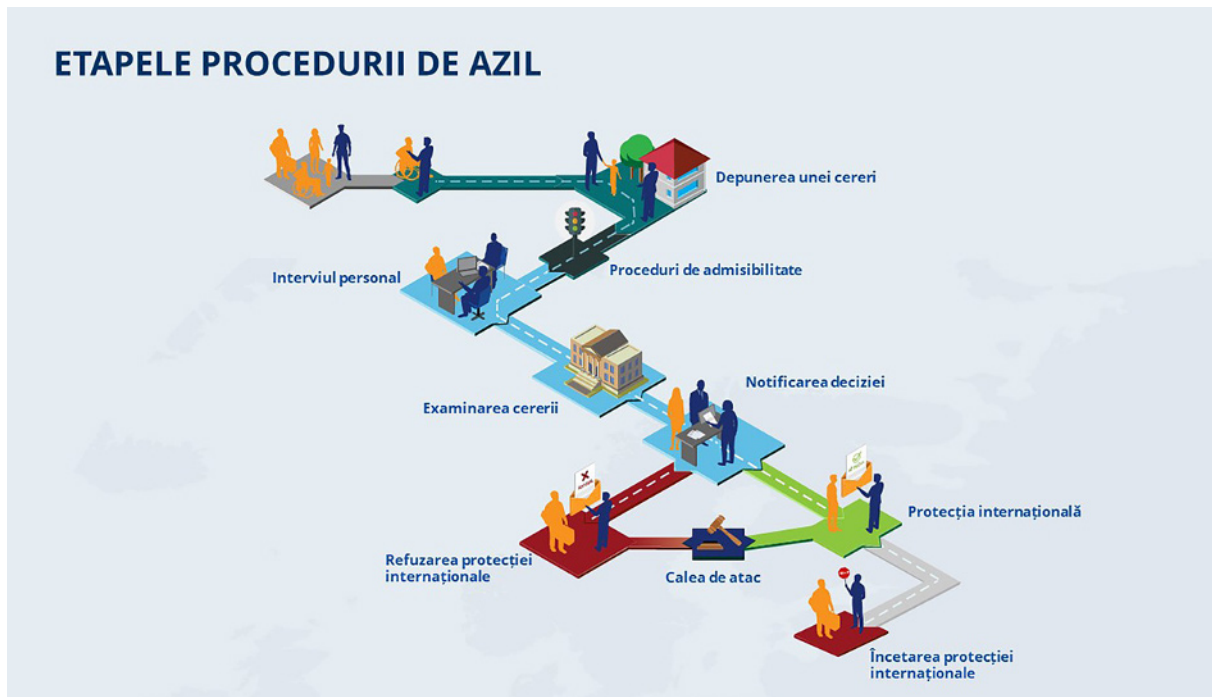 ETAPELE PROCEDURII DE AZIL
Depunerea unei cereri
Proceduri de admisibilitate
Interviul personal
Examinarea cererii
Notificarea deciziei
Protecția internațională
Refuzarea protecției
internaționale
Calea de atac
Încetarea protecției
internaționale